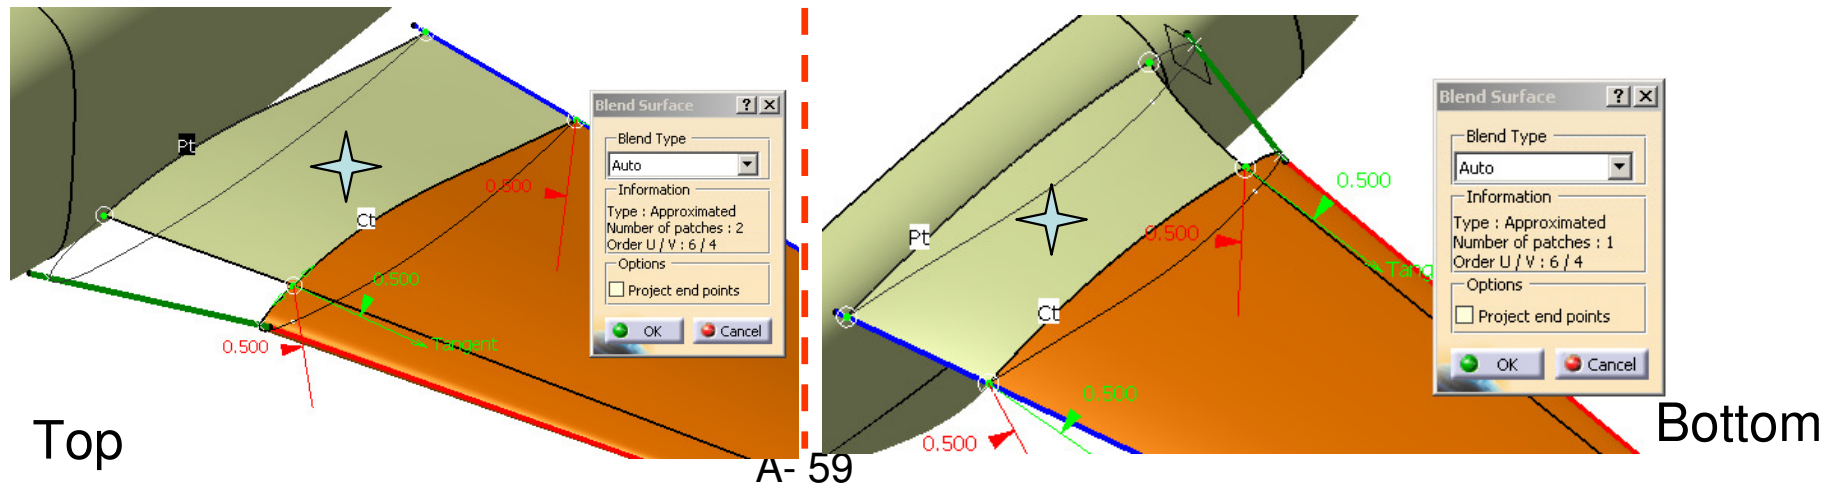 Pt
Ct
0.500
0.500
0.500
Tangent
Blend Surface
Blend Type
Auto
Information
Type : Approximated
Number of patches : 2
Order U / V : 6 / 4
Options
Project end points
OK Cancel
Top
Pt
Ct
0.500
0.500
0.500
0.500
Tang
Blend Surface
Blend Type
Auto
Information
Type : Approximated
Number of patches : 1
Order U / V : 6 / 4
Options
Project end points
OK Cancel
Bottom
A- 59